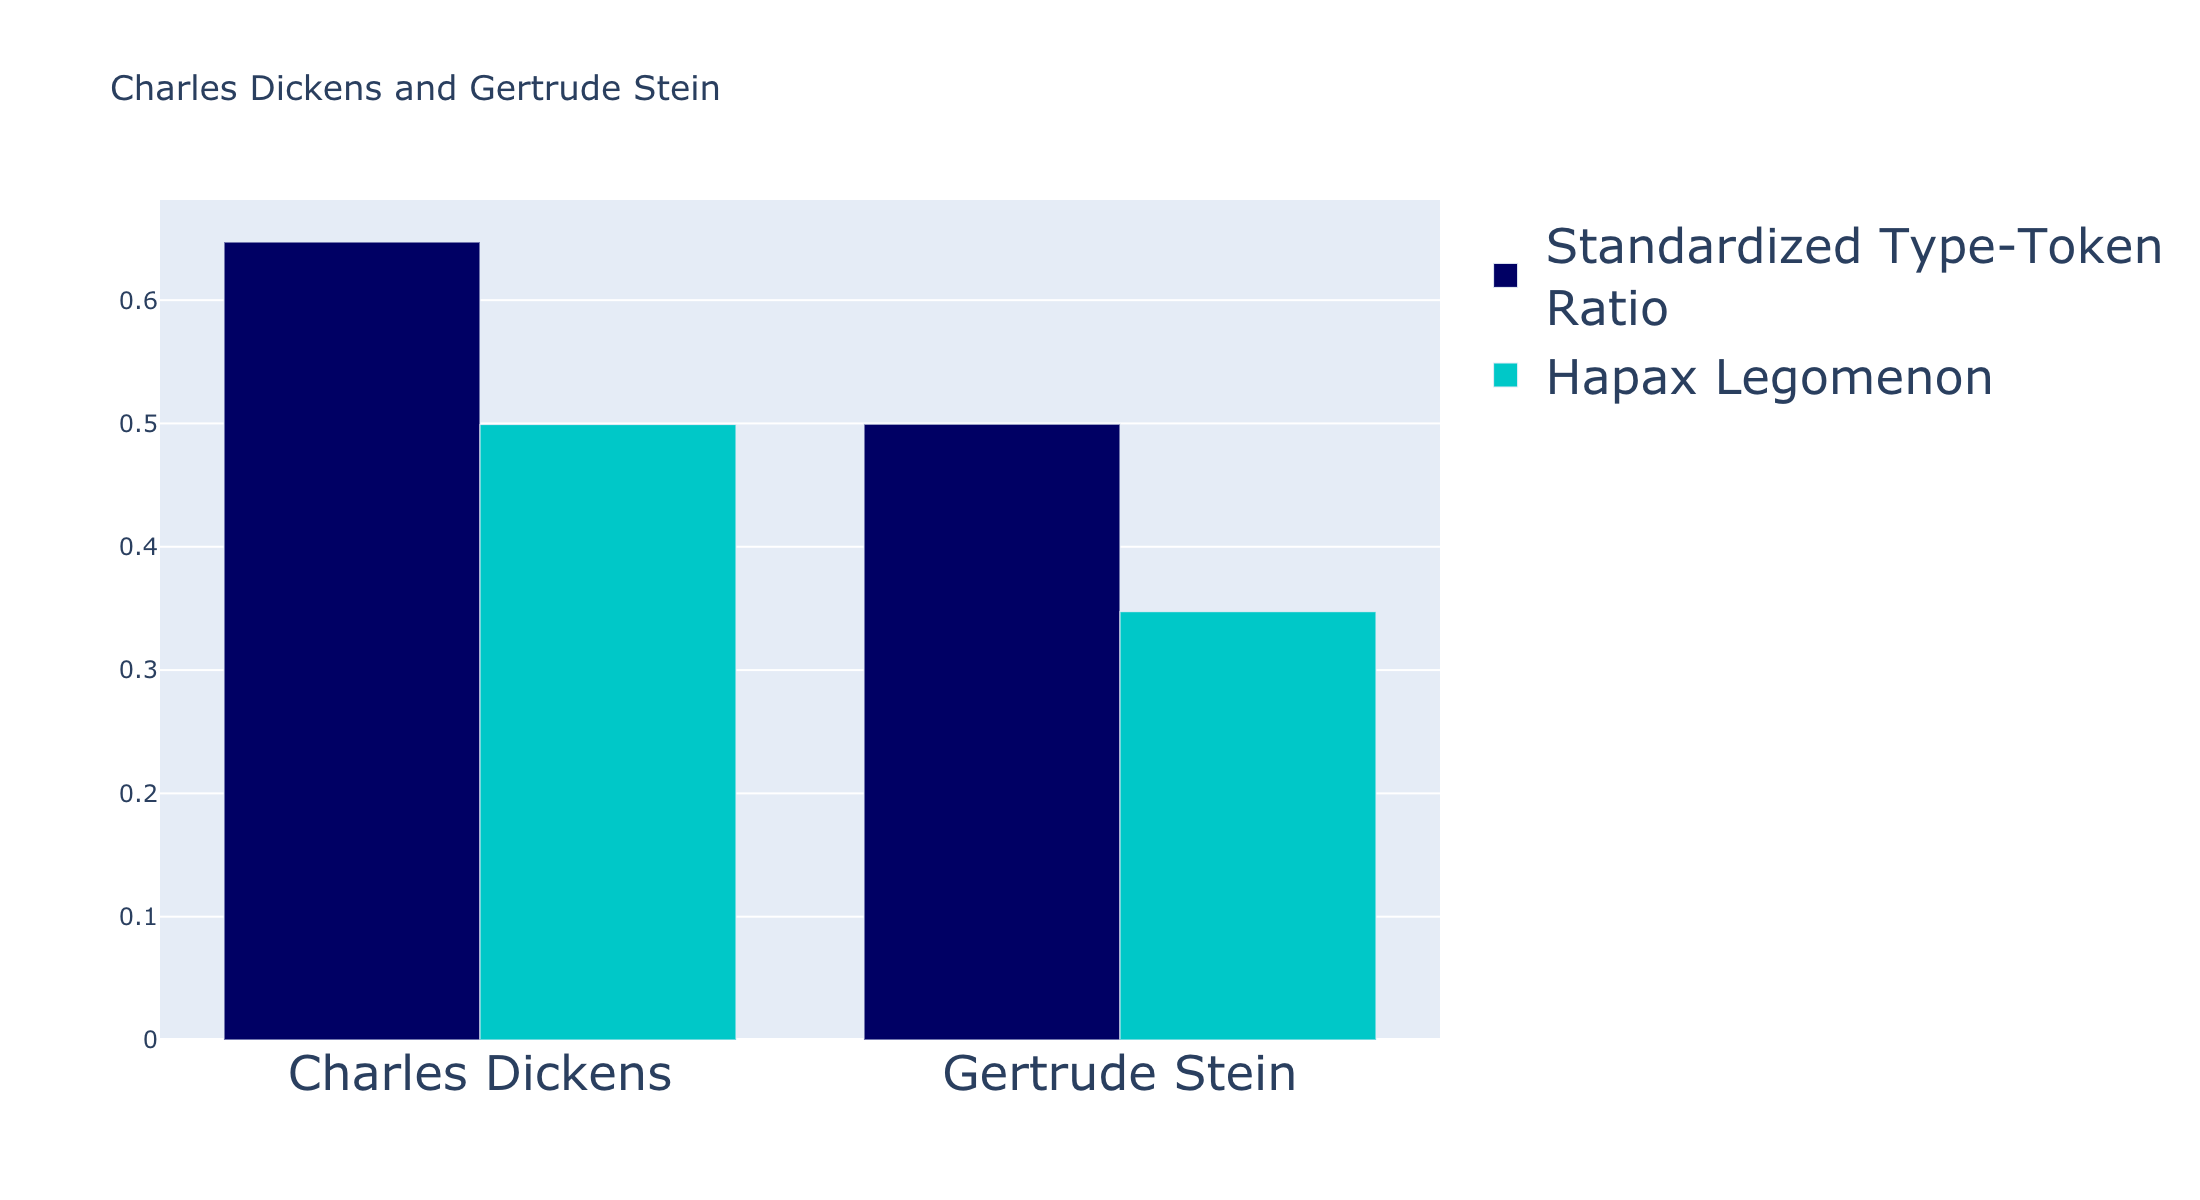 Charles Dickens and Gertrude Stein
Standardized Type-Token
Ratio
Hapax Legomenon
0.6
0.5
0.4
0.3
0.2
0.1
0
Charles Dickens
Gertrude Stein